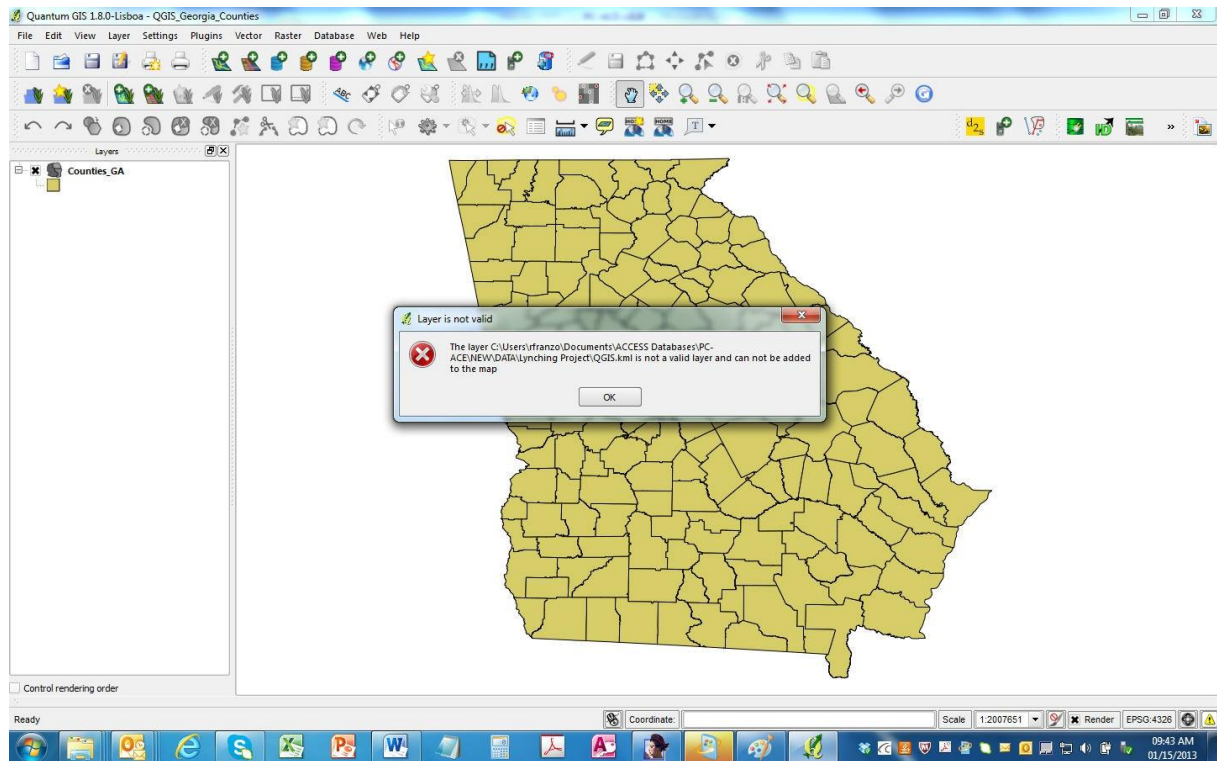 Quantum GIS 1.8.0-Lisboa - QGIS_Georgia_Counties
File Edit View Layer Settings Plugins Vector Raster Database Web Help
Layers
Counties_GA
Layer is not valid
The layer C:\Users\rfranzo\Documents\ACCESS Databases\PC-
ACE\NEW\DATA\Lynching Project\QGIS.kml is not a valid layer and can not be added
to the map
OK
Control rendering order
Ready
Coordinate:
Scale 1:2007651 Render EPSG:4326
09:43 AM
01/15/2013